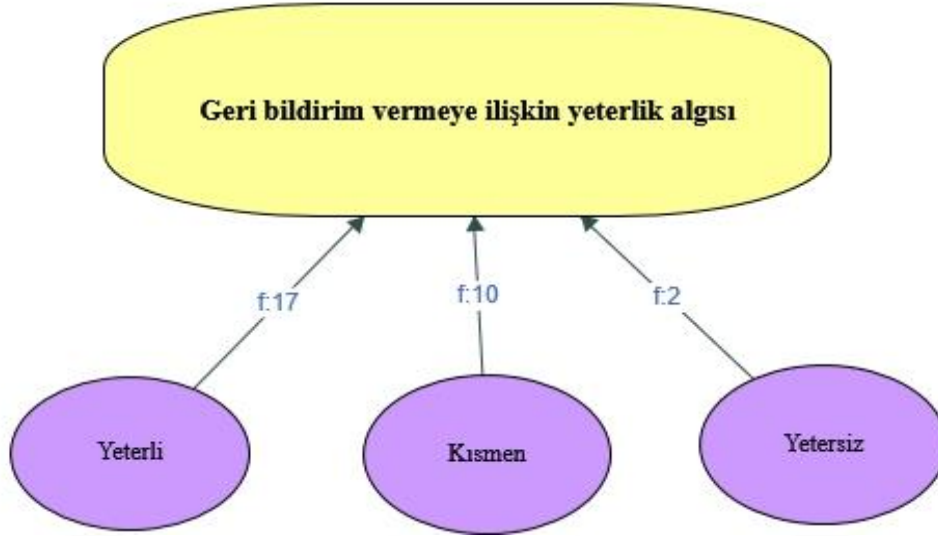 Geri bildirim vermeye ilişkin yeterlik algısı
f:17
f:10
f:2
Yeterli
Kısmen
Yetersiz